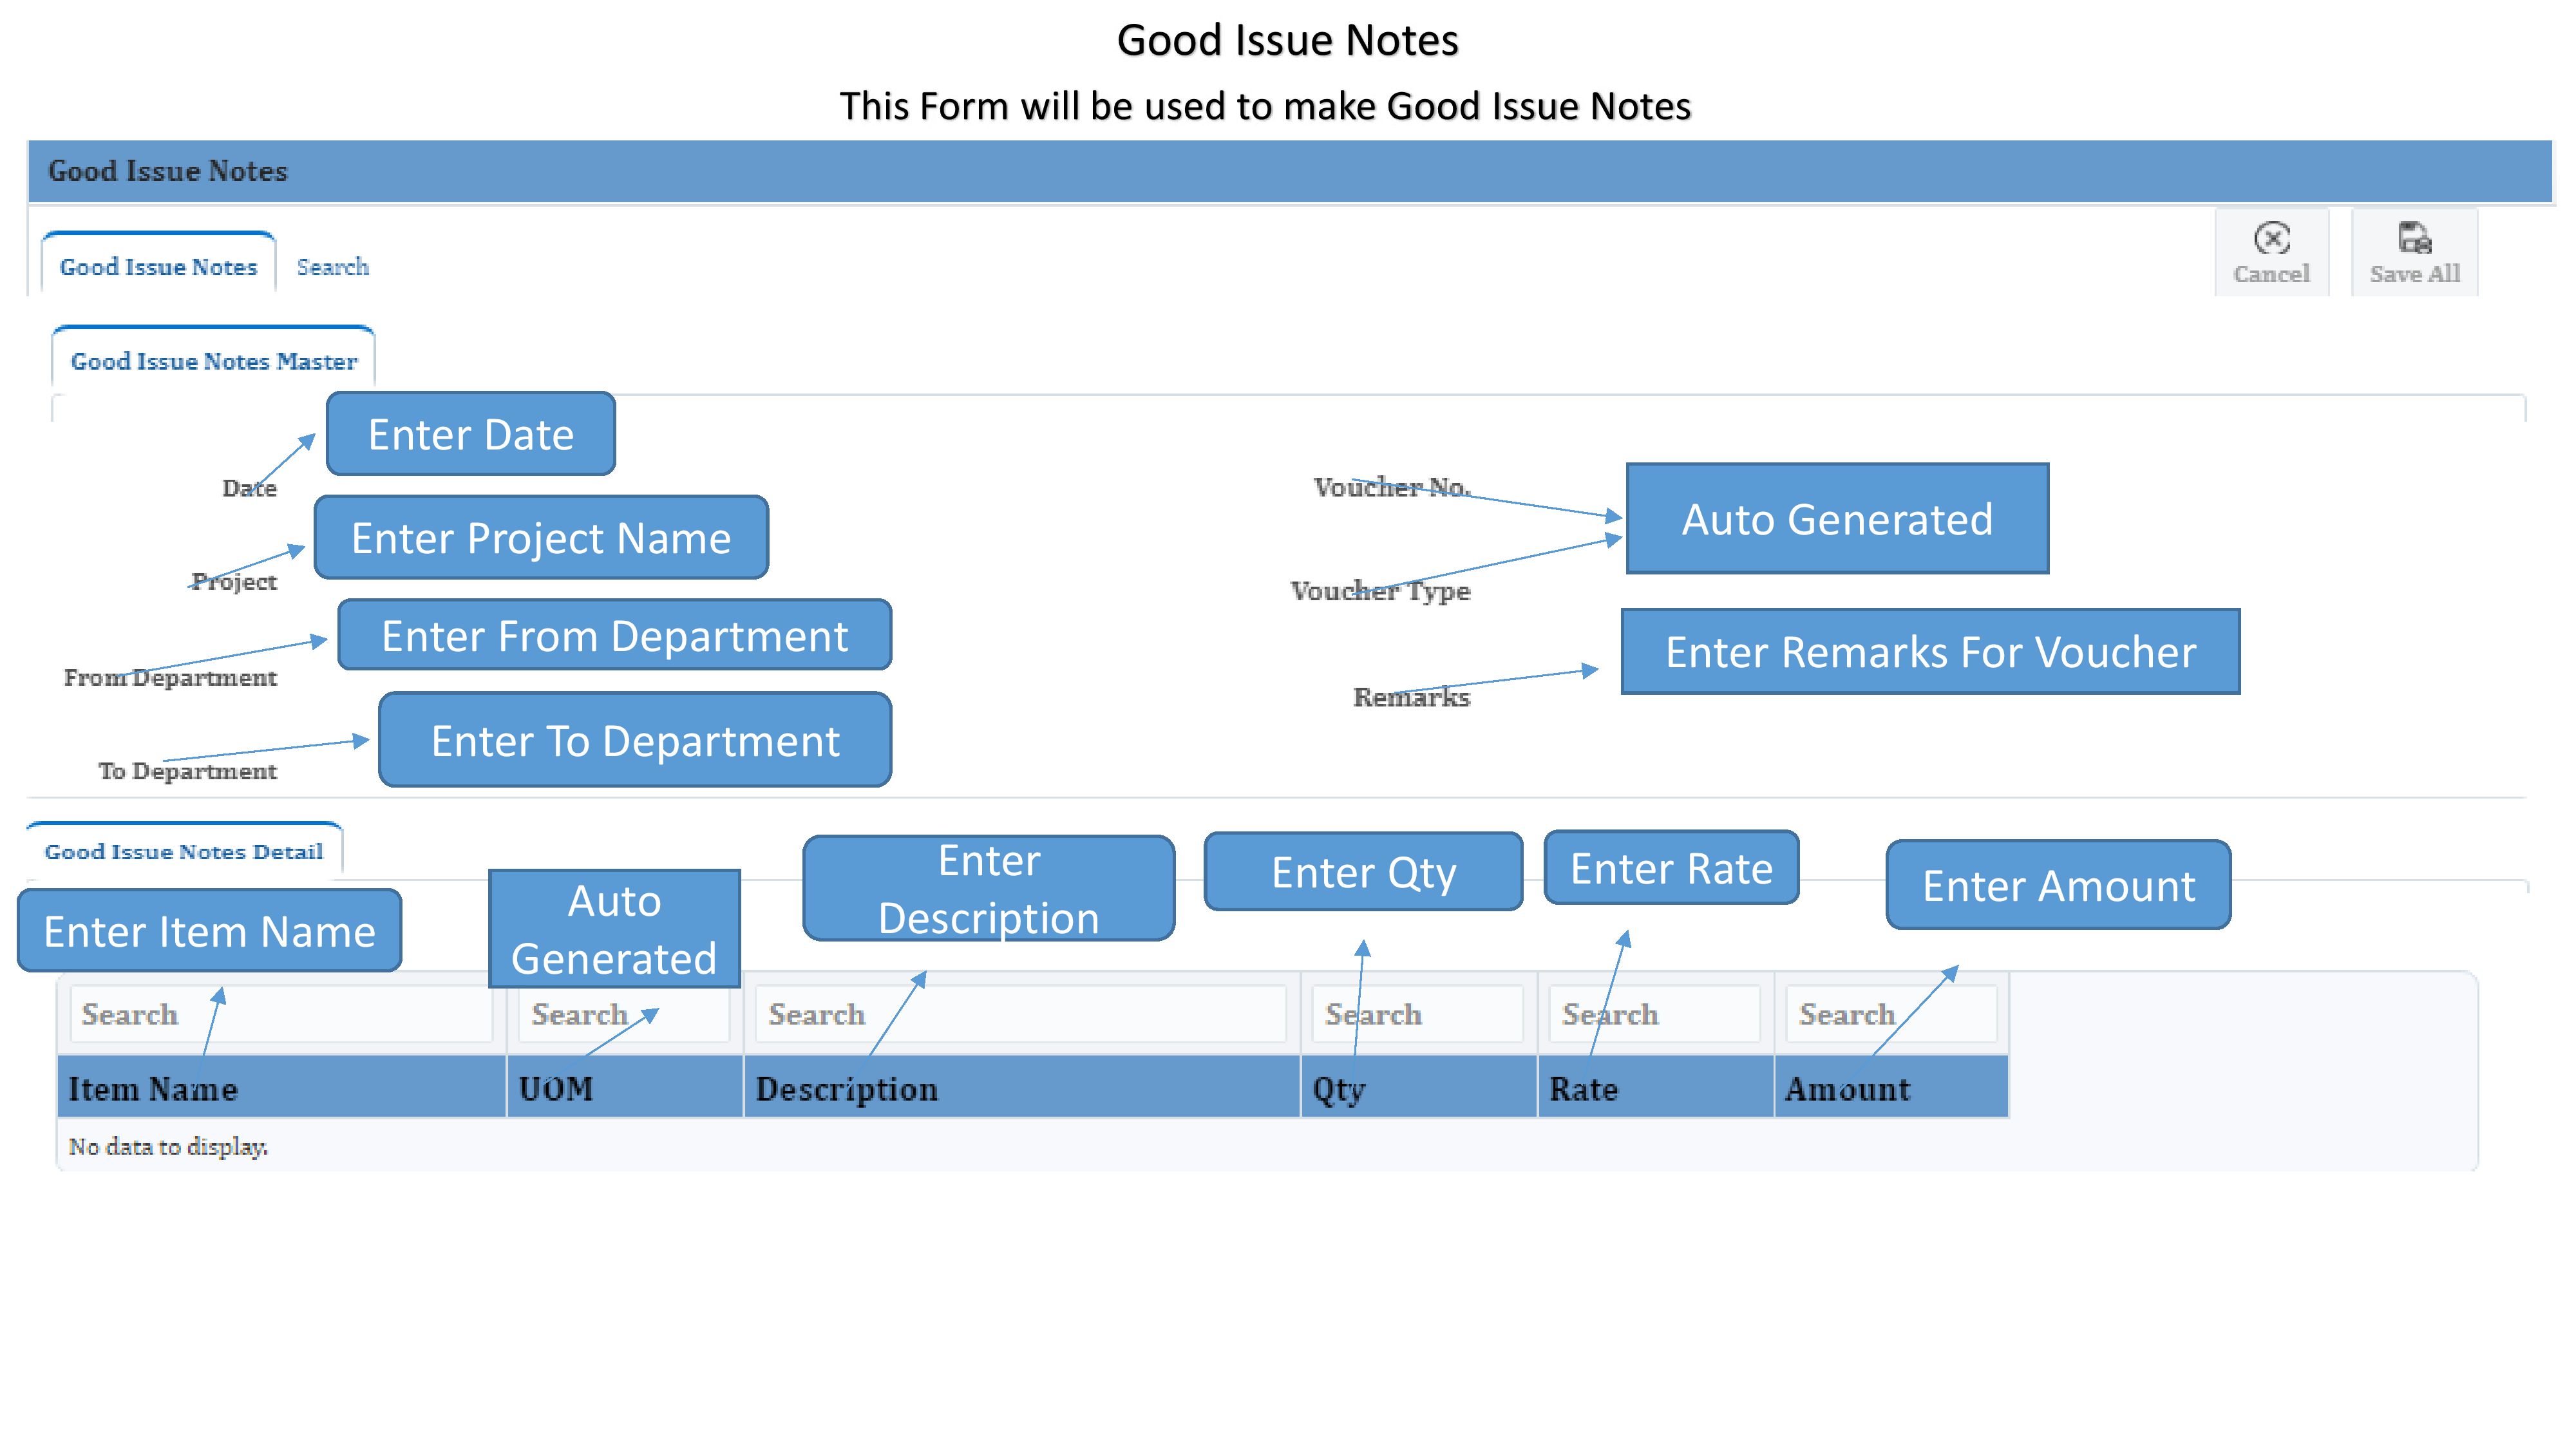 Good Issue Notes
This Form will be used to make Good Issue Notes
Good Issue Notes
Good Issue Notes
Search
Cancel
Save All
Good Issue Notes Master
Enter Date
Date
Enter Project Name
Project
Enter From Department
From Department
Enter To Department
To Department
Voucher No.
Auto Generated
Voucher Type
Enter Remarks For Voucher
Remarks
Good Issue Notes Detail
Enter Item Name
Auto
Generated
Enter
Description
Enter Qty
Enter Rate
Enter Amount
Search Search Search Search Search Search
Item Name UOM Description Qty Rate Amount
No data to display.